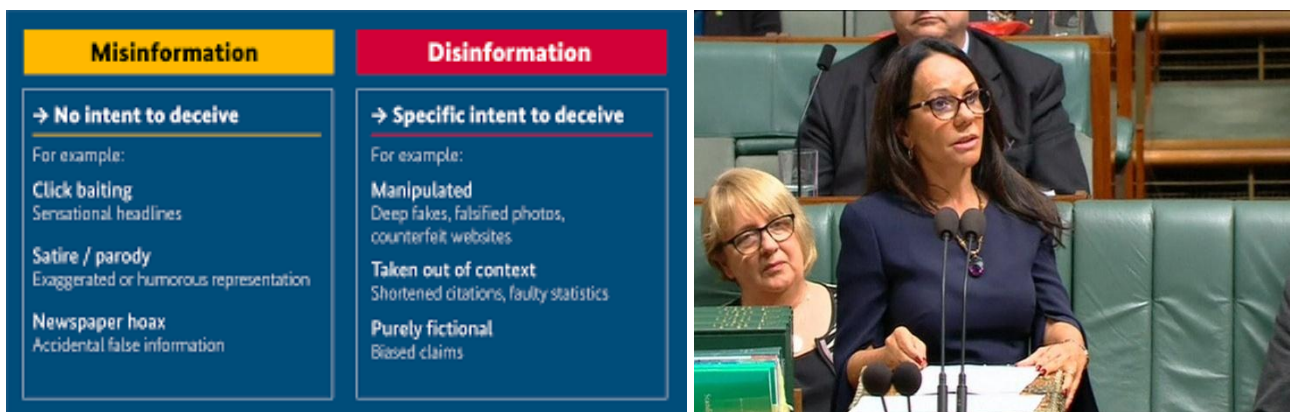 Misinformation
→ No intent to deceive
For example:
Click baiting
Sensational headlines
Satire / parody
Exaggerated or humorous representation
Newspaper hoax
Accidental false information
Disinformation
→ Specific intent to deceive
For example:
Manipulated
Deep fakes, falsified photos,
counterfeit websites
Taken out of context
Shortened citations, faulty statistics
Purely fictional
Biased claims